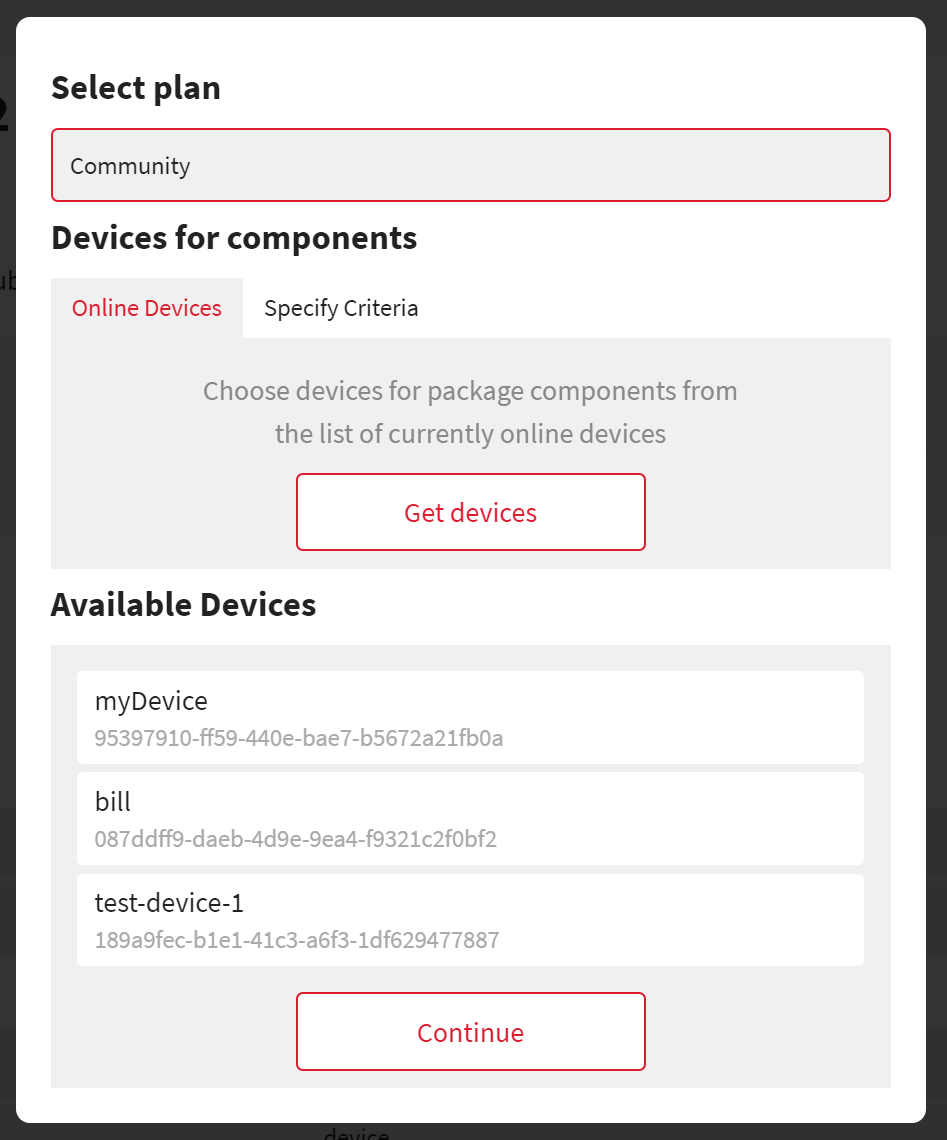 Select plan
Community
Devices for components
Online Devices Specify Criteria
Choose devices for package components from
the list of currently online devices
Get devices
Available Devices
myDevice
95397910-ff59-440e-bae7-b5672a21fb0a
bill
087ddff9-daeb-4d9e-9ea4-f9321c2f0bf2
test-device-1
189a9fec-b1e1-41c3-a6f3-1df629477887
Continue
device